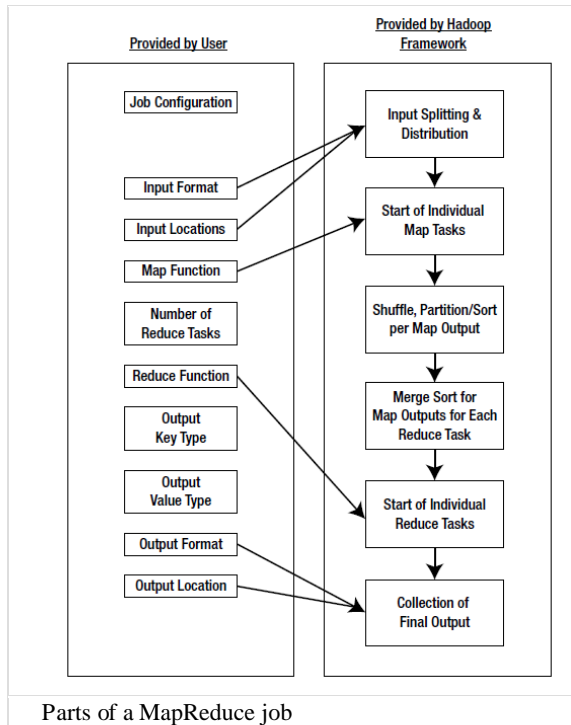 Provided by User
Provided by Hadoop
Framework
Job Configuration
Input Format
Input Locations
Map Function
Number of
Reduce Tasks
Reduce Function
Output
Key Type
Output
Value Type
Output Format
Output Location
Input Splitting &
Distribution
Start of Individual
Map Tasks
Shuffle, Partition/Sort
per Map Output
Merge Sort for
Map Outputs for Each
Reduce Task
Start of Individual
Reduce Tasks
Collection of
Final Output
Parts of a MapReduce job